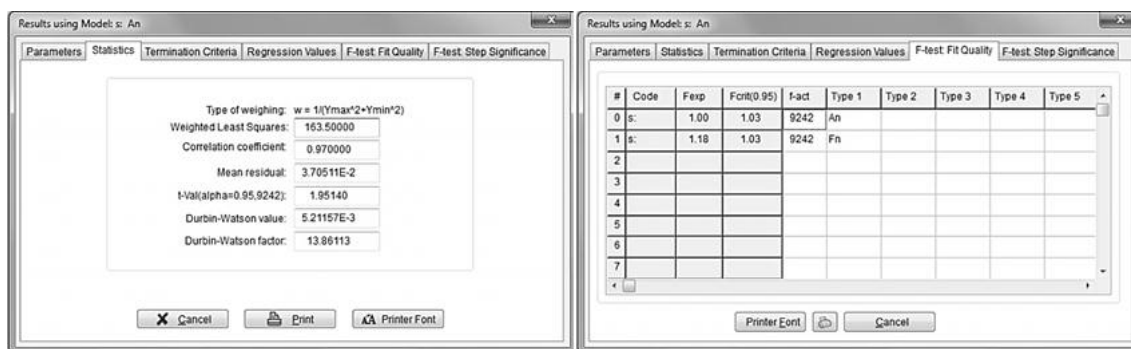 Results using Model: s: An
Parameters Statistics Termination Criteria Regression Values F-test: Fit Quality F-test: Step Significance
Type of weighing: w = 1/(Ymax^2+Ymin^2)
Weighted Least Squares: 163.50000
Correlation coefficient: 0.970000
Mean residual: 3.70511E-2
t-Val(alpha=0.95,9242): 1.95140
Durbin-Watson value: 5.21157E-3
Durbin-Watson factor: 13.86113
Cancel Print Printer Font
Results using Model: s: An
Parameters Statistics Termination Criteria Regression Values F-test: Fit Quality F-test: Step Significance
# Code Fexp Fcrit(0.95) f-act Type 1 Type 2 Type 3 Type 4 Type 5
0 s: 1.00 1.03 9242 An
1 s: 1.18 1.03 9242 Fn
2
3
4
5
6
7
Printer Font Cancel